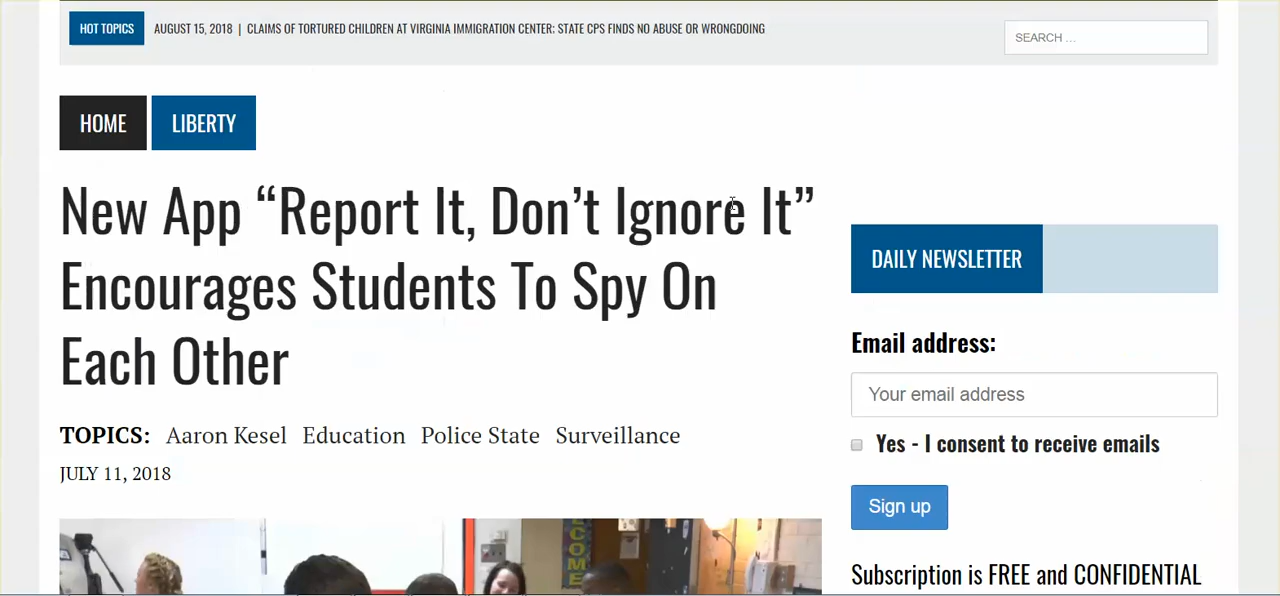 HOT TOPICS AUGUST 15, 2018 | CLAIMS OF TORTURED CHILDREN AT VIRGINIA IMMIGRATION CENTER; STATE CPS FINDS NO ABUSE OR WRONGDOING
SEARCH ...
HOME LIBERTY
New App “Report It, Don’t Ignore It”
Encourages Students To Spy On
Each Other
TOPICS: Aaron Kesel Education Police State Surveillance
JULY 11, 2018
COME
DAILY NEWSLETTER
Email address:
Your email address
Yes - I consent to receive emails
Sign up
Subscription is FREE and CONFIDENTIAL